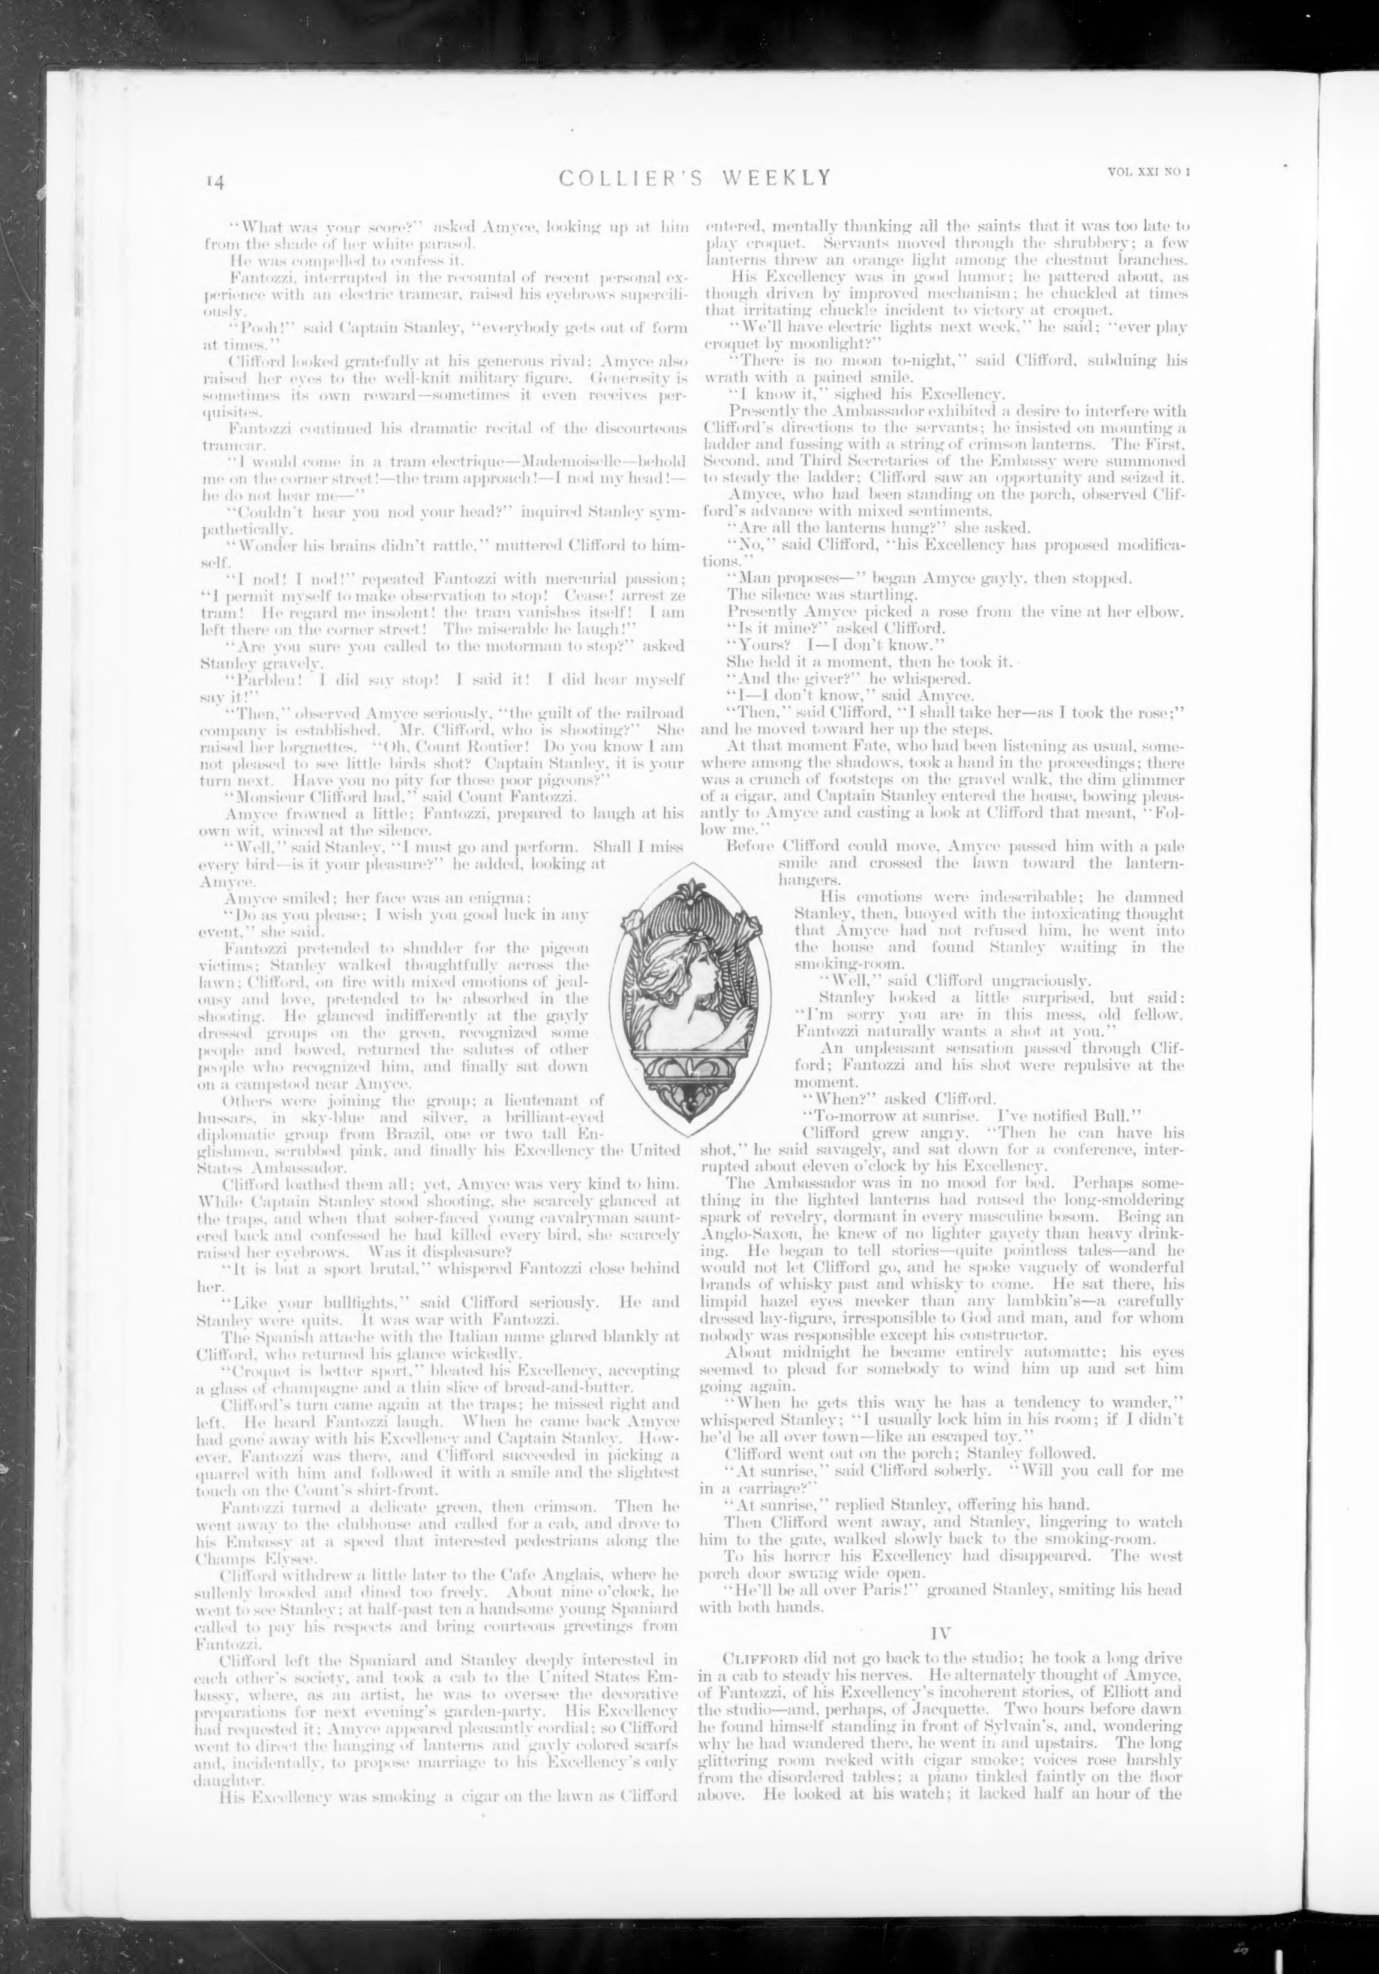 14
COLLIER'S WEEKLY
VOL XXI NO 1
“What was your score?” asked Amyce, looking up at him
from the shade of her white parasol.
He was compelled to confess it.
Fantozzi, interrupted in the recountal of recent personal ex-
perience with an electric tramcar, raised his eyebrows supercili-
ously.
“Pooh!” said Captain Stanley, “everybody gets out of form
at times.”
Clifford looked gratefully at his generous rival; Amyce also
raised her eyes to the well-knit military figure. Generosity is
sometimes its own reward—sometimes it even receives per-
quisites.
Fantozzi continued his dramatic recital of the discourteous
tramcar.
“I would come in a tram electrique—Mademoiselle—behold
me on the corner street!—the tram approach!—I nod my head!—
he do not hear me—”
“Couldn't hear you nod your head?” inquired Stanley sym-
pathetically.
“Wonder his brains didn't rattle,” muttered Clifford to him-
self.
“I nod! I nod!” repeated Fantozzi with mercurial passion;
“I permit myself to make observation to stop! Cease! arrest ze
tram! He regard me insolent! the tram vanishes itself! I am
left there on the corner street! The miserable he laugh!”
“Are you sure you called to the motorman to stop?” asked
Stanley gravely.
“Parbleu! I did say stop! I said it! I did hear myself
say it!”
“Then,” observed Amyce seriously, “the guilt of the railroad
company is established. Mr. Clifford, who is shooting?” She
raised her lorgnettes. “Oh, Count Routier! Do you know I am
not pleased to see little birds shot? Captain Stanley, it is your
turn next. Have you no pity for those poor pigeons?”
“Monsieur Clifford had,” said Count Fantozzi.
Amyce frowned a little; Fantozzi, prepared to laugh at his
own wit, winced at the silence.
“Well,” said Stanley, “I must go and perform. Shall I miss
every bird—is it your pleasure?” he added, looking at
Amyce.
Amyce smiled; her face was an enigma:
“Do as you please; I wish you good luck in any
event,” she said.
Fantozzi pretended to shudder for the pigeon
victims; Stanley walked thoughtfully across the
lawn; Clifford, on fire with mixed emotions of jeal-
ousy and love, pretended to be absorbed in the
shooting. He glanced indifferently at the gayly
dressed groups on the green, recognized some
people and bowed, returned the salutes of other
people who recognized him, and finally sat down
on a campstool near Amyce.
Others were joining the group; a lieutenant of
hussars, in sky-blue and silver, a brilliant-eyed
diplomatic group from Brazil, one or two tall En-
glishmen, scrubbed pink, and finally his Excellency the United
States Ambassador.
Clifford loathed them all; yet, Amyce was very kind to him.
While Captain Stanley stood shooting, she scarcely glanced at
the traps, and when that sober-faced young cavalryman saunt-
ered back and confessed he had killed every bird, she scarcely
raised her eyebrows. Was it displeasure?
“It is but a sport brutal,” whispered Fantozzi close behind
her.
“Like your bullfights,” said Clifford seriously. He and
Stanley were quits. It was war with Fantozzi.
The Spanish attache with the Italian name glared blankly at
Clifford, who returned his glance wickedly.
“Croquet is better sport,” bleated his Excellency, accepting
a glass of champagne and a thin slice of bread-and-butter.
Clifford's turn came again at the traps; he missed right and
left. He heard Fantozzi laugh. When he came back Amyce
had gone away with his Excellency and Captain Stanley. How-
ever, Fantozzi was there, and Clifford succeeded in picking a
quarrel with him and followed it with a smile and the slightest
touch on the Count's shirt-front.
Fantozzi turned a delicate green, then crimson. Then he
went away to the clubhouse and called for a cab, and drove to
his Embassy at a speed that interested pedestrians along the
Champs Elysee.
Clifford withdrew a little later to the Cafe Anglais, where he
sullenly brooded and dined too freely. About nine o'clock, he
went to see Stanley; at half-past ten a handsome young Spaniard
called to pay his respects and bring courteous greetings from
Fantozzi.
Clifford left the Spaniard and Stanley deeply interested in
each other's society, and took a cab to the United States Em-
bassy, where, as an artist, he was to oversee the decorative
preparations for next evening's garden-party. His Excellency
had requested it; Amyce appeared pleasantly cordial; so Clifford
went to direct the hanging of lanterns and gayly colored scarfs
and, incidentally, to propose marriage to his Excellency's only
daughter.
His Excellency was smoking a cigar on the lawn as Clifford
entered, mentally thanking all the saints that it was too late to
play croquet. Servants moved through the shrubbery; a few
lanterns threw an orange light among the chestnut branches.
His Excellency was in good humor; he pattered about, as
though driven by improved mechanism; he chuckled at times
that irritating chuckle incident to victory at croquet.
“We'll have electric lights next week,” he said; “ever play
croquet by moonlight?”
“There is no moon to-night,” said Clifford, subduing his
wrath with a pained smile.
“I know it,” sighed his Excellency.
Presently the Ambassador exhibited a desire to interfere with
Clifford's directions to the servants; he insisted on mounting a
ladder and fussing with a string of crimson lanterns. The First,
Second, and Third Secretaries of the Embassy were summoned
to steady the ladder; Clifford saw an opportunity and seized it.
Amyce, who had been standing on the porch, observed Clif-
ford's advance with mixed sentiments.
“Are all the lanterns hung?” she asked.
“No,” said Clifford, “his Excellency has proposed modifica-
tions.”
“Man proposes—” began Amyce gayly, then stopped.
The silence was startling.
Presently Amyce picked a rose from the vine at her elbow.
“Is it mine?” asked Clifford.
“Yours? I—I don't know.”
She held it a moment, then he took it.
“And the giver?” he whispered.
“I—I don't know,” said Amyce.
“Then,” said Clifford, “I shall take her—as I took the rose;”
and he moved toward her up the steps.
At that moment Fate, who had been listening as usual, some-
where among the shadows, took a hand in the proceedings; there
was a crunch of footsteps on the gravel walk, the dim glimmer
of a cigar, and Captain Stanley entered the house, bowing pleas-
antly to Amyce and casting a look at Clifford that meant, “Fol-
low me.”
Before Clifford could move, Amyce passed him with a pale
smile and crossed the lawn toward the lantern-
hangers.
His emotions were indescribable; he damned
Stanley, then, buoyed with the intoxicating thought
that Amyce had not refused him, he went into
the house and found Stanley waiting in the
smoking-room.
“Well,” said Clifford ungraciously.
Stanley looked a little surprised, but said:
“I'm sorry you are in this mess, old fellow,
Fantozzi naturally wants a shot at you.”
An unpleasant sensation passed through Clif-
ford; Fantozzi and his shot were repulsive at the
moment.
“When?” asked Clifford.
“To-morrow at sunrise. I've notified Bull.”
Clifford grew angry. “Then he can have his
shot,” he said savagely, and sat down for a conference, inter-
rupted about eleven o'clock by his Excellency.
The Ambassador was in no mood for bed. Perhaps some-
thing in the lighted lanterns had roused the long-smoldering
spark of revelry, dormant in every masculine bosom. Being an
Anglo-Saxon, he knew of no lighter gayety than heavy drink-
ing. He began to tell stories—quite pointless tales—and he
would not let Clifford go, and he spoke vaguely of wonderful
brands of whisky past and whisky to come. He sat there, his
limpid hazel eyes meeker than any lambkin's—a carefully
dressed lay-figure, irresponsible to God and man, and for whom
nobody was responsible except his constructor.
About midnight he became entirely automatic; his eyes
seemed to plead for somebody to wind him up and set him
going again.
“When he gets this way he has a tendency to wander,”
whispered Stanley; “I usually lock him in his room; if I didn't
he'd be all over town—like an escaped toy.”
Clifford went out on the porch; Stanley followed.
“At sunrise,” said Clifford soberly. “Will you call for me
in a carriage?”
“At sunrise,” replied Stanley, offering his hand.
Then Clifford went away, and Stanley, lingering to watch
him to the gate, walked slowly back to the smoking-room.
To his horror his Excellency had disappeared. The west
porch door swung wide open.
“He'll be all over Paris!” groaned Stanley, smiting his head
with both hands.
IV
CLIFFORD did not go back to the studio; he took a long drive
in a cab to steady his nerves. He alternately thought of Amyce,
of Fantozzi, of his Excellency's incoherent stories, of Elliott and
the studio—and, perhaps, of Jacquette. Two hours before dawn
he found himself standing in front of Sylvain's, and, wondering
why he had wandered there, he went in and upstairs. The long
glittering room reeked with cigar smoke; voices rose harshly
from the disordered tables; a piano tinkled faintly on the floor
above. He looked at his watch; it lacked half an hour of the